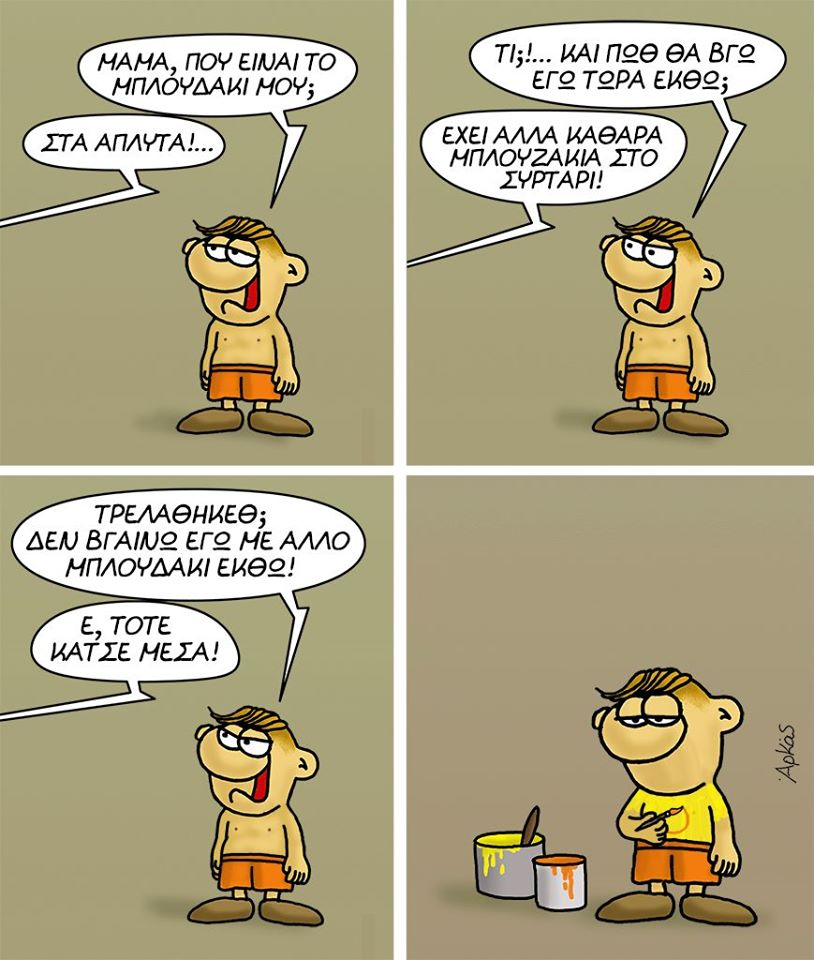 ΜΑΜΑ, ΠΟΥ ΕΙΝΑΙ ΤΟ
ΜΠΛΟΥΔΑΚΙ ΜΟΥ;
ΣΤΑ ΑΠΛΥΤΑ!...
ΤΙ;!... ΚΑΙ ΠΩΘ ΘΑ ΒΓΩ
ΕΓΩ ΤΩΡΑ ΕΚΘΩ;
ΕΧΕΙ ΑΛΛΑ ΚΑΘΑΡΑ
ΜΠΛΟΥΖΑΚΙΑ ΣΤΟ
ΣΥΡΤΑΡΙ!
ΤΡΕΛΑΘΗΚΕΘ;
ΔΕΝ ΒΓΑΙΝΩ ΕΓΩ ΜΕ ΑΛΛΟ
ΜΠΛΟΥΔΑΚΙ ΕΚΘΩ!
Ε, ΤΟΤΕ
ΚΑΤΣΕ ΜΕΣΑ!
Αρκάς